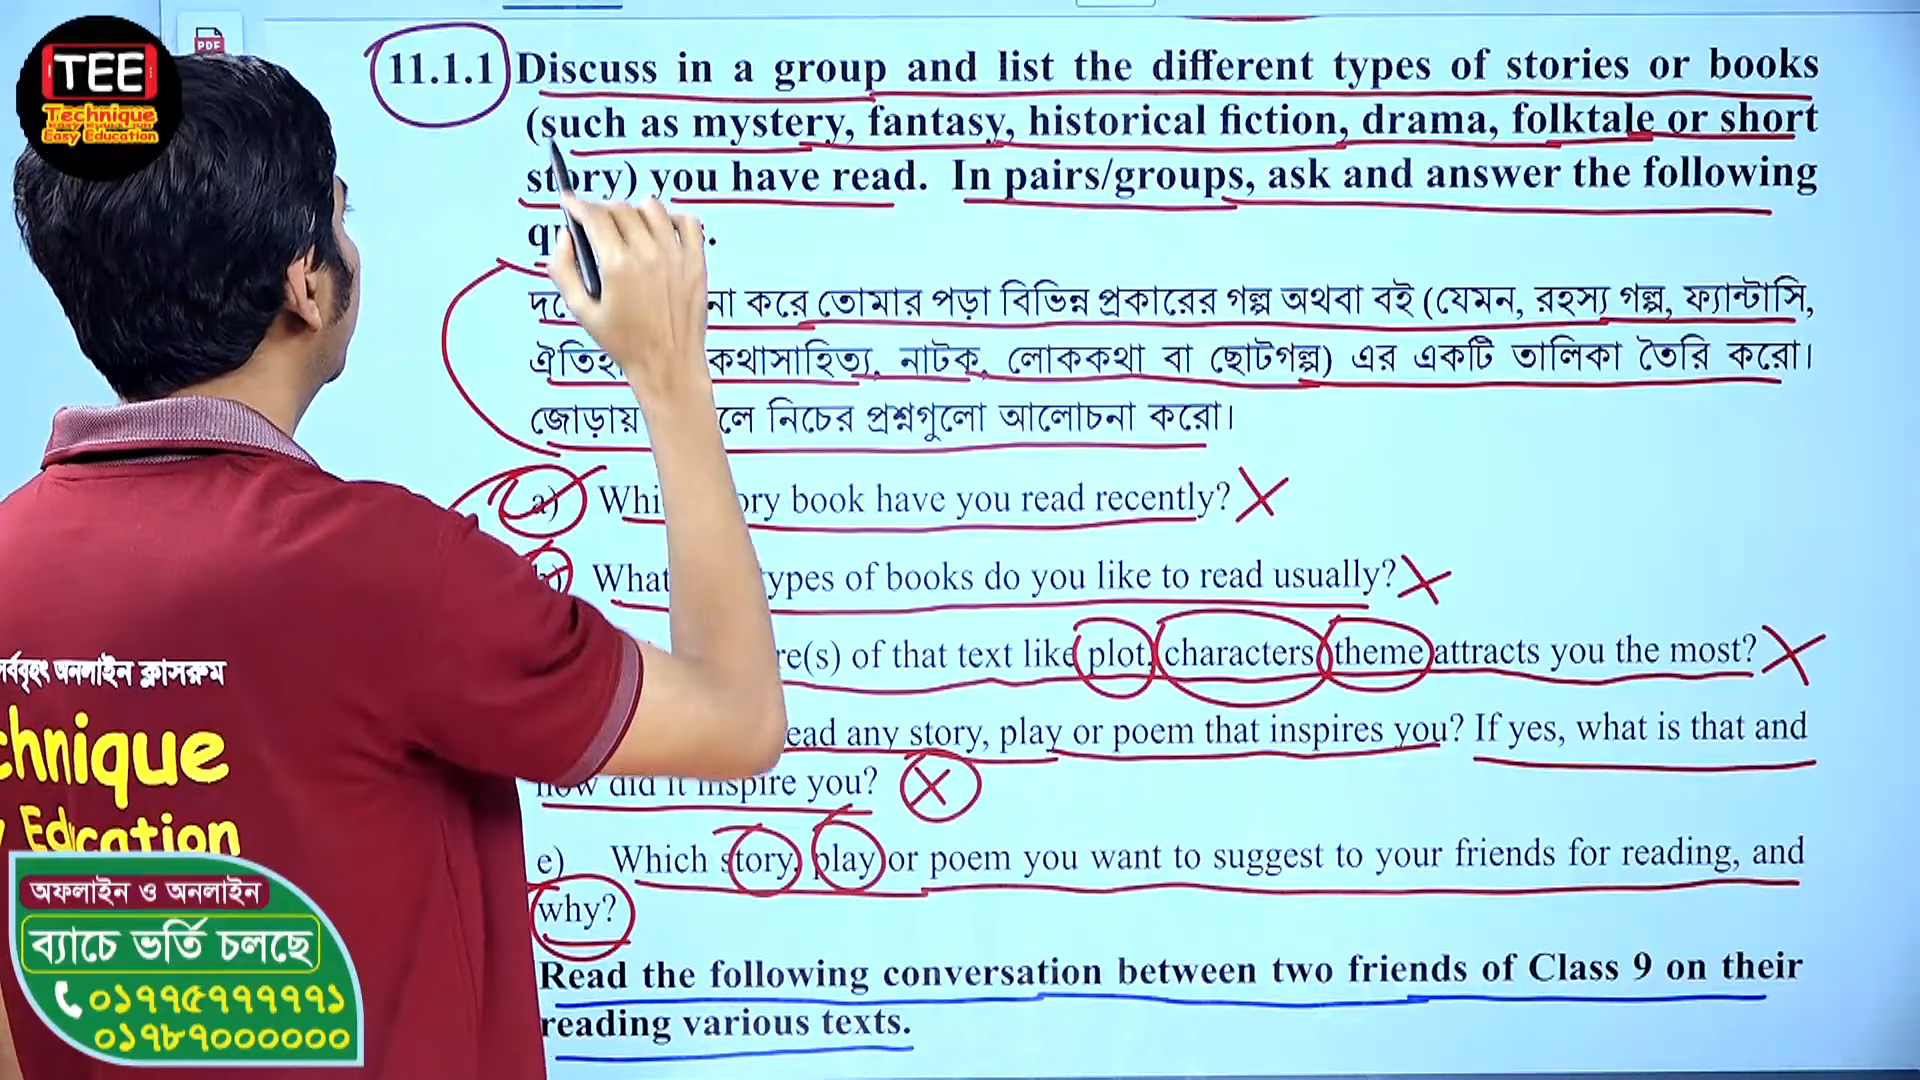 TEE
Technique
Easy Education
PDF
11.1.1 Discuss in a group and list the different types of stories or books
(such as mystery, fantasy, historical fiction, drama, folktale or short
story) you have read. In pairs/groups, ask and answer the following
না করে তোমার পড়া বিভিন্ন প্রকারের গল্প অথবা বই (যেমন, রহস্য গল্প, ফ্যান্টাসি,
কথাসাহিত্য, নাটক, লোককথা বা ছোটগল্প) এর একটি তালিকা তৈরি করো।
জোড়ায় লে নিচের প্রশ্নগুলো আলোচনা করো।
a) Whi ory book have you read recently?
b) What ypes of books do you like to read usually?
re(s) of that text like plot, characters, theme attracts you the most?
ead any story, play or poem that inspires you? If yes, what is that and
how did it inspire you?
e) Which story, play or poem you want to suggest to your friends for reading, and
why?
Read the following conversation between two friends of Class 9 on their
reading various texts.
সর্ববৃহৎ অনলাইন ক্লাসরুম
chnique
y Education
অফলাইন ও অনলাইন
ব্যাচে ভর্তি চলছে
০১৭৭৫৭৭৭৭৭১
০১৭৮৭০০০০০০